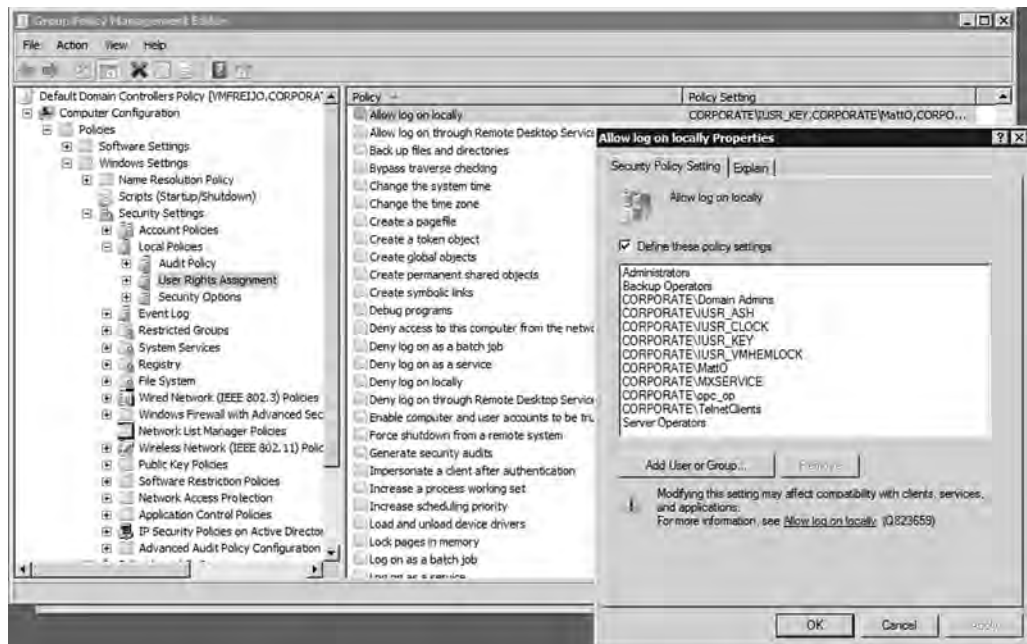 Group Policy Management Editor
File Action View Help
Default Domain Controllers Policy [VMFREIJO.CORPORA
Computer Configuration
Policies
Software Settings
Windows Settings
Name Resolution Policy
Scripts (Startup/Shutdown)
Security Settings
Account Policies
Local Policies
Audit Policy
User Rights Assignment
Security Options
Event Log
Restricted Groups
System Services
Registry
File System
Wired Network (IEEE 802.3) Policies
Windows Firewall with Advanced Sec
Network List Manager Policies
Wireless Network (IEEE 802.11) Polic
Public Key Policies
Software Restriction Policies
Network Access Protection
Application Control Policies
IP Security Policies on Active Director
Advanced Audit Policy Configuration
Policy Policy Setting
Allow log on locally CORPORATE\IUSR_KEY,CORPORATE\MattO,CORPO...
Allow log on through Remote Desktop Service
Back up files and directories
Bypass traverse checking
Change the system time
Change the time zone
Create a pagefile
Create a token object
Create global objects
Create permanent shared objects
Create symbolic links
Debug programs
Deny access to this computer from the netwo
Deny log on as a batch job
Deny log on as a service
Deny log on locally
Deny log on through Remote Desktop Service
Enable computer and user accounts to be tru
Force shutdown from a remote system
Generate security audits
Impersonate a client after authentication
Increase a process working set
Increase scheduling priority
Load and unload device drivers
Lock pages in memory
Log on as a batch job
Log on as a service
Allow log on locally Properties
Security Policy Setting Explain
Allow log on locally
Define these policy settings
Administrators
Backup Operators
CORPORATE\Domain Admins
CORPORATE\IUSR_ASH
CORPORATE\IUSR_CLOCK
CORPORATE\IUSR_KEY
CORPORATE\IUSR_VMHEMLOCK
CORPORATE\MattO
CORPORATE\MXSERVICE
CORPORATE\opc_op
CORPORATE\TelnetClients
Server Operators
Add User or Group... Remove
Modifying this setting may affect compatibility with clients, services,
and applications.
For more information, see Allow log on locally. (Q823659)
OK Cancel Apply